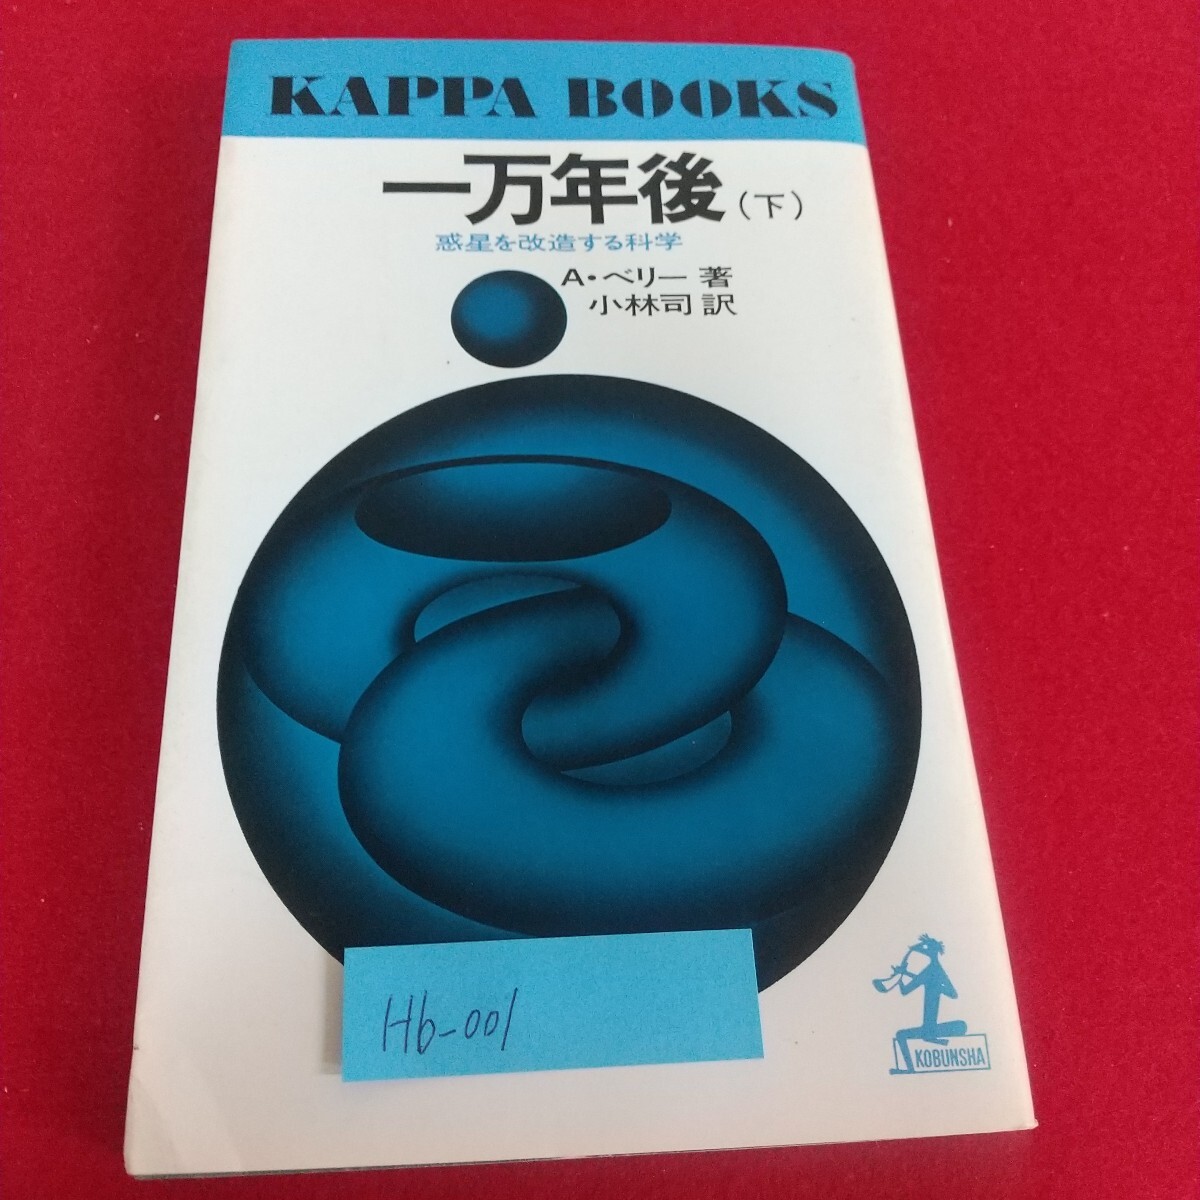 KAPPA BOOKS
一万年後(下)
惑星を改造する科学
A・ベリー 著
小林司 訳
Hb-001
KOBUNSHA